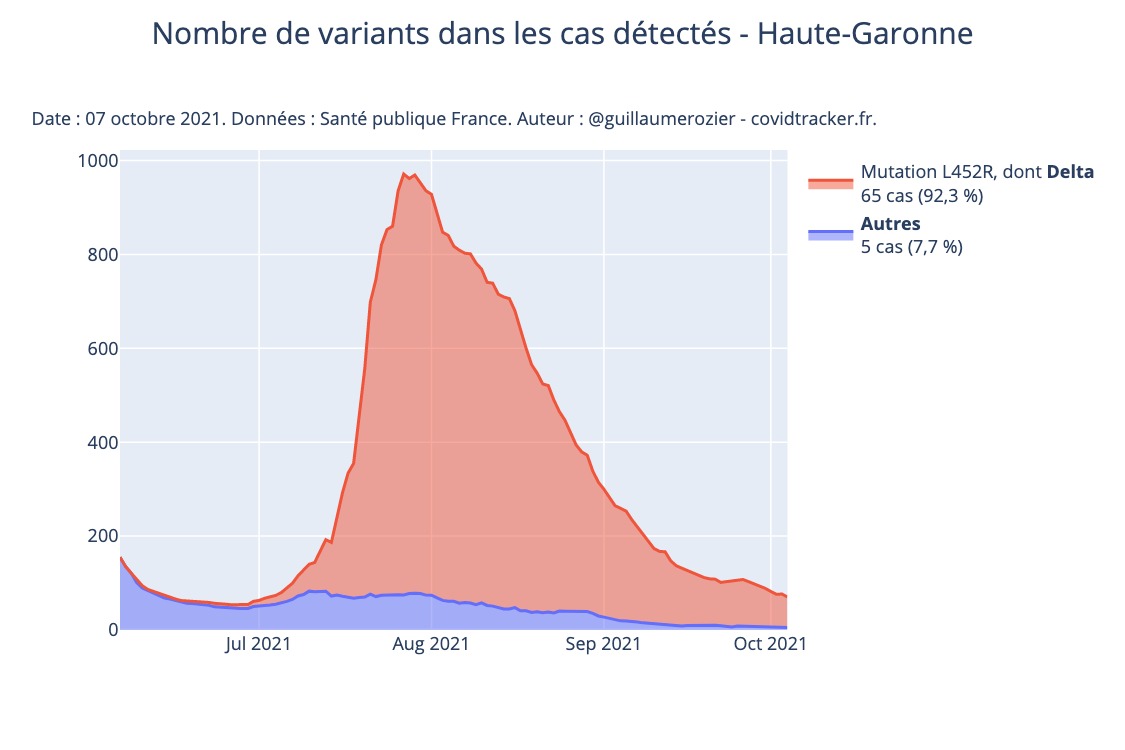 Nombre de variants dans les cas détectés - Haute-Garonne
Date : 07 octobre 2021. Données : Santé publique France. Auteur : @guillaumerozier - covidtracker.fr.
1000
800
600
400
200
0
Jul 2021
Aug 2021
Sep 2021
Oct 2021
Mutation L452R, dont Delta
65 cas (92,3 %)
Autres
5 cas (7,7 %)